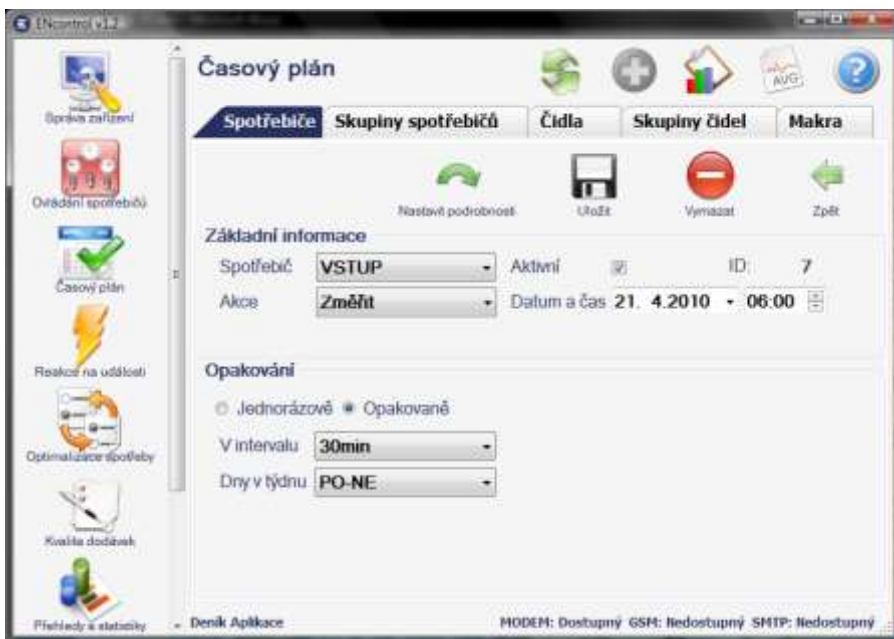 ENcontrol v1.2
Časový plán
AVG
Správa zařízení
Ovládání spotřebičů
Časový plán
Reakce na události
Optimalizace spotřeby
Kvalita dodávek
Přehledy a statistiky
Spotřebiče Skupiny spotřebičů Čidla Skupiny čidel Makra
Nastavit podrobnosti Uložit Vymazat Zpět
Základní informace
Spotřebič VSTUP Aktivní ID: 7
Akce Změřit Datum a čas 21. 4.2010 06:00
Opakování
Jednorázově Opakovaně
V intervalu 30min
Dny v týdnu PO-NE
Deník Aplikace MODEM: Dostupný GSM: Nedostupný SMTP: Nedostupný